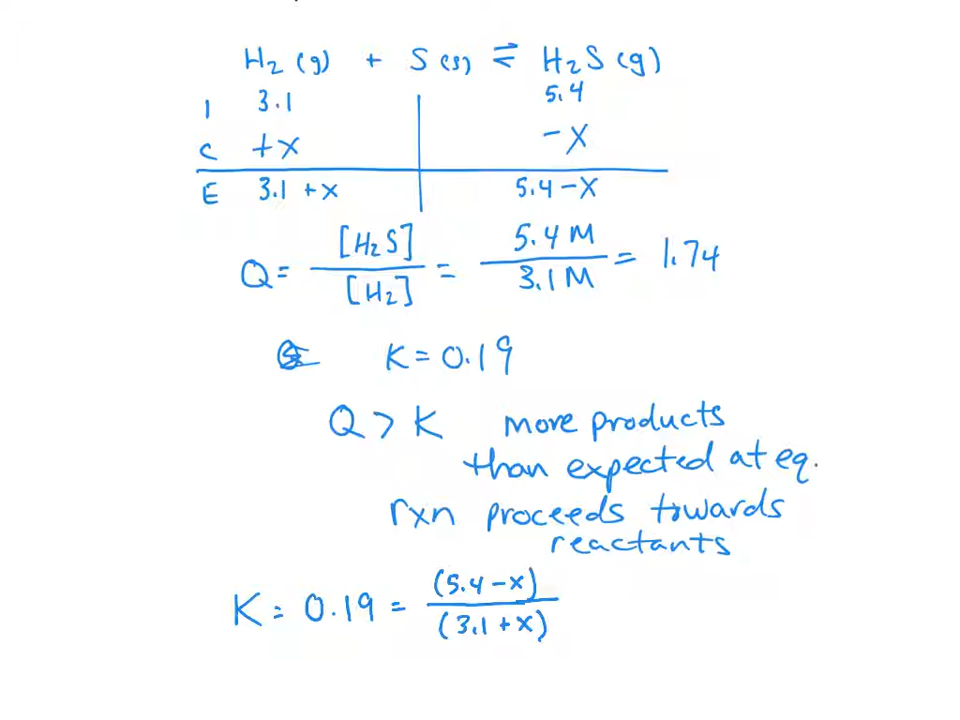 H₂ (g) + S (s) ⇌ H₂S (g)
I 3.1 5.4
C +x -x
E 3.1 +x 5.4 -x
Q = [H₂S] / [H₂] = 5.4 M / 3.1 M = 1.74
K = 0.19
Q > K more products
than expected at eq.
rxn proceeds towards
reactants
K = 0.19 = (5.4 -x) / (3.1 +x)